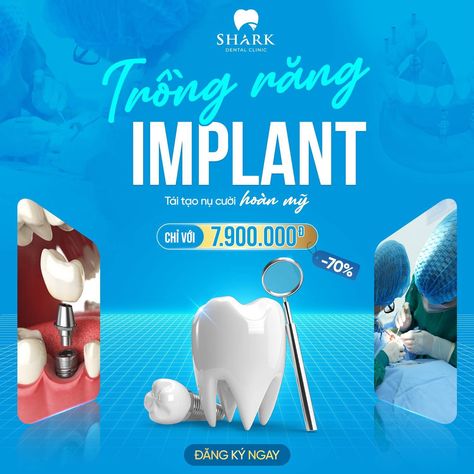 SHARK
DENTAL CLINIC
Trồng răng
IMPLANT
Tái tạo nụ cười hoàn mỹ
CHỈ VỚI 7.900.000Đ
-70%
ĐĂNG KÝ NGAY